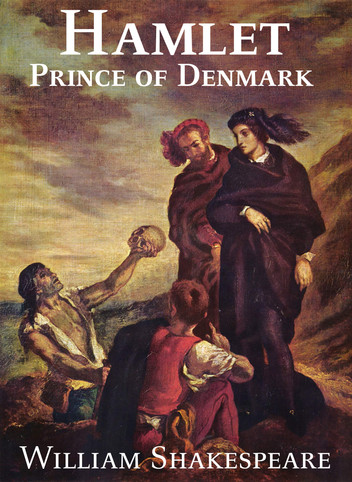 HAMLET
PRINCE OF DENMARK
WILLIAM SHAKESPEARE